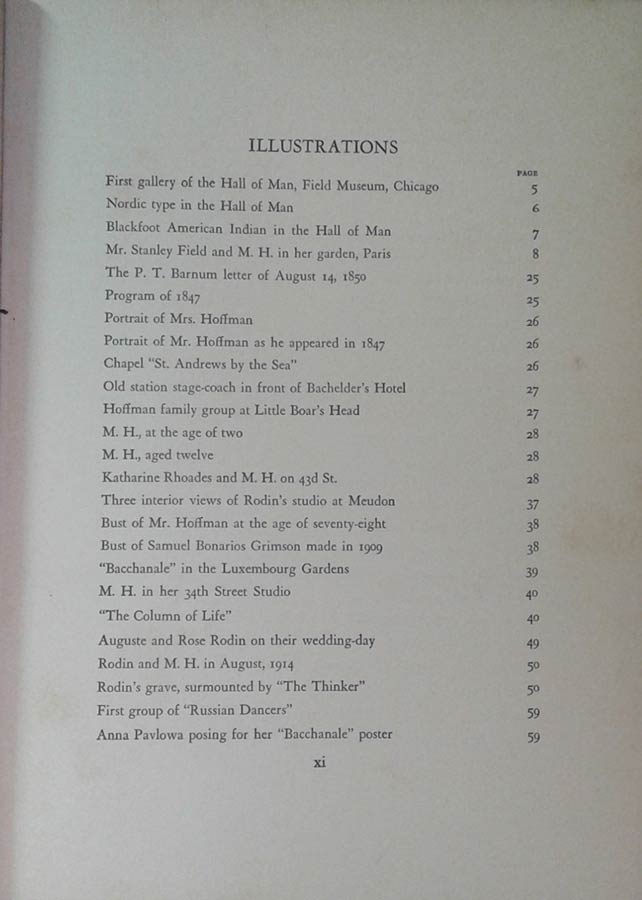 ILLUSTRATIONS
PAGE
First gallery of the Hall of Man, Field Museum, Chicago 5
Nordic type in the Hall of Man 6
Blackfoot American Indian in the Hall of Man 7
Mr. Stanley Field and M. H. in her garden, Paris 8
The P. T. Barnum letter of August 14, 1850 25
Program of 1847 25
Portrait of Mrs. Hoffman 26
Portrait of Mr. Hoffman as he appeared in 1847 26
Chapel "St. Andrews by the Sea" 26
Old station stage-coach in front of Bachelder's Hotel 27
Hoffman family group at Little Boar's Head 27
M. H., at the age of two 28
M. H., aged twelve 28
Katharine Rhoades and M. H. on 43d St. 28
Three interior views of Rodin's studio at Meudon 37
Bust of Mr. Hoffman at the age of seventy-eight 38
Bust of Samuel Bonarios Grimson made in 1909 38
"Bacchanale" in the Luxembourg Gardens 39
M. H. in her 34th Street Studio 40
"The Column of Life" 40
Auguste and Rose Rodin on their wedding-day 49
Rodin and M. H. in August, 1914 50
Rodin's grave, surmounted by "The Thinker" 50
First group of "Russian Dancers" 59
Anna Pavlowa posing for her "Bacchanale" poster 59
xi